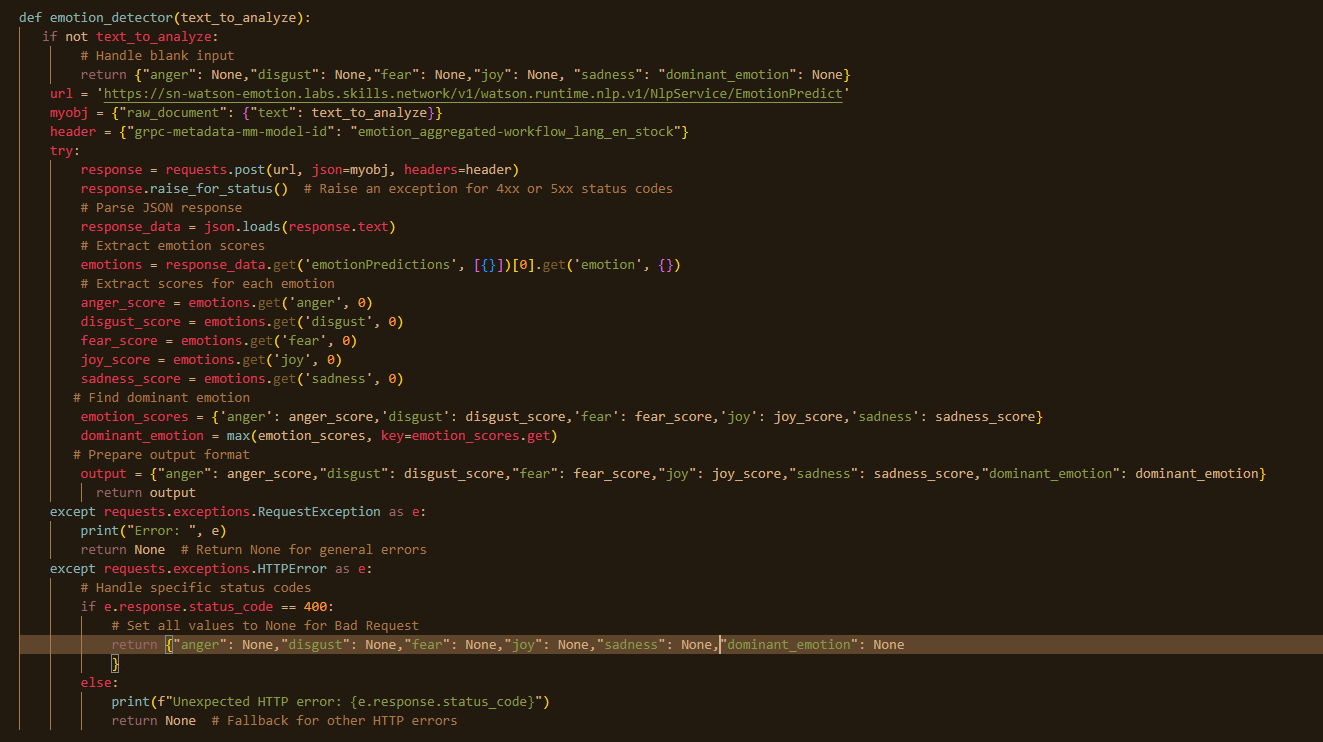 def emotion_detector(text_to_analyze):
   if not text_to_analyze:
        # Handle blank input
        return {"anger": None,"disgust": None,"fear": None,"joy": None, "sadness": "dominant_emotion": None}
    url = 'https://sn-watson-emotion.labs.skills.network/v1/watson.runtime.nlp.v1/NlpService/EmotionPredict'
    myobj = {"raw_document": {"text": text_to_analyze}}
    header = {"grpc-metadata-mm-model-id": "emotion_aggregated-workflow_lang_en_stock"}
    try:
        response = requests.post(url, json=myobj, headers=header)
        response.raise_for_status()  # Raise an exception for 4xx or 5xx status codes
        # Parse JSON response
        response_data = json.loads(response.text)
        # Extract emotion scores
        emotions = response_data.get('emotionPredictions', [{}])[0].get('emotion', {})
        # Extract scores for each emotion
        anger_score = emotions.get('anger', 0)
        disgust_score = emotions.get('disgust', 0)
        fear_score = emotions.get('fear', 0)
        joy_score = emotions.get('joy', 0)
        sadness_score = emotions.get('sadness', 0)
       # Find dominant emotion
        emotion_scores = {'anger': anger_score,'disgust': disgust_score,'fear': fear_score,'joy': joy_score,'sadness': sadness_score}
        dominant_emotion = max(emotion_scores, key=emotion_scores.get)
       # Prepare output format
        output = {"anger": anger_score,"disgust": disgust_score,"fear": fear_score,"joy": joy_score,"sadness": sadness_score,"dominant_emotion": dominant_emotion}
          return output
    except requests.exceptions.RequestException as e:
        print("Error: ", e)
        return None  # Return None for general errors
    except requests.exceptions.HTTPError as e:
        # Handle specific status codes
        if e.response.status_code == 400:
            # Set all values to None for Bad Request
            return {"anger": None,"disgust": None,"fear": None,"joy": None,"sadness": None,"dominant_emotion": None
            }
        else:
            print(f"Unexpected HTTP error: {e.response.status_code}")
            return None  # Fallback for other HTTP errors